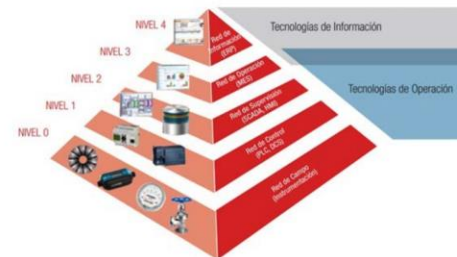 NIVEL 4
NIVEL 3
NIVEL 2
NIVEL 1
NIVEL 0
Red de
Información
(ERP)
Red de Operación
(MES)
Red de Supervisión
(SCADA, HMI)
Red de Control
(PLC, DCS)
Red de Campo
(Instrumentación)
Tecnologías de Información
Tecnologías de Operación